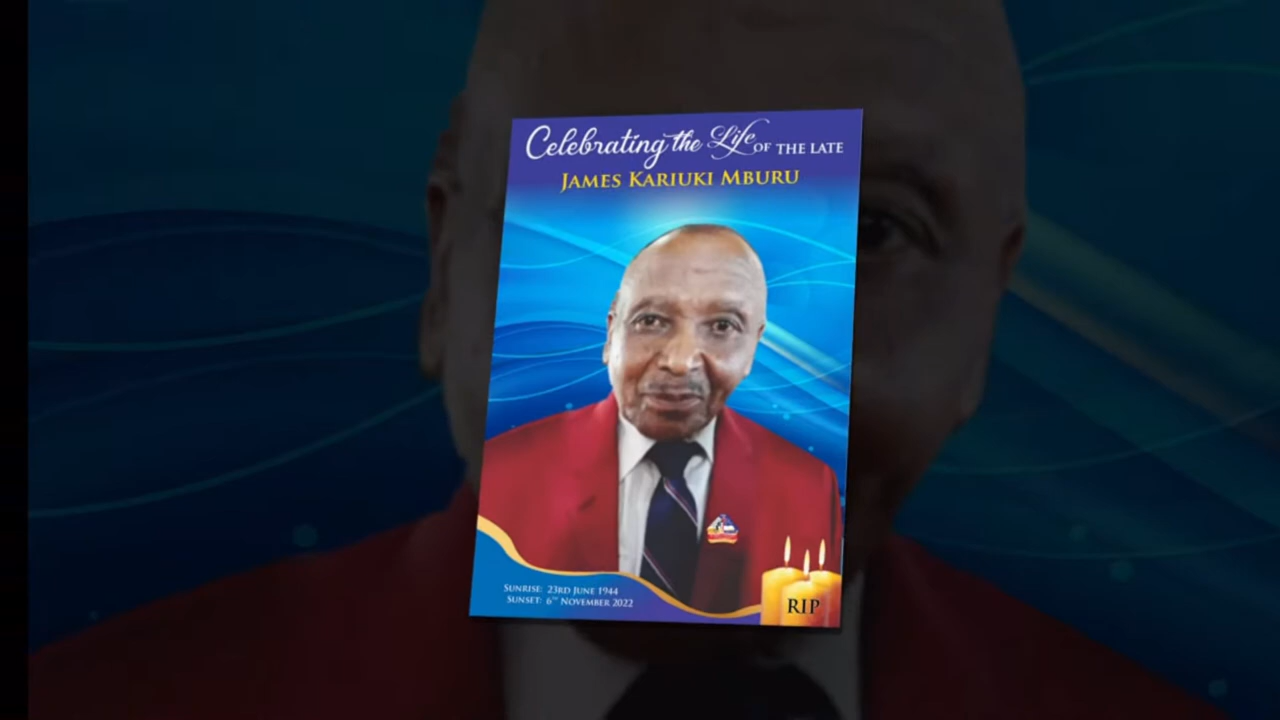 Celebrating the Life OF THE LATE
JAMES KARIUKI MBURU
SUNRISE: 23RD JUNE 1944
SUNSET: 6TH NOVEMBER 2022
RIP